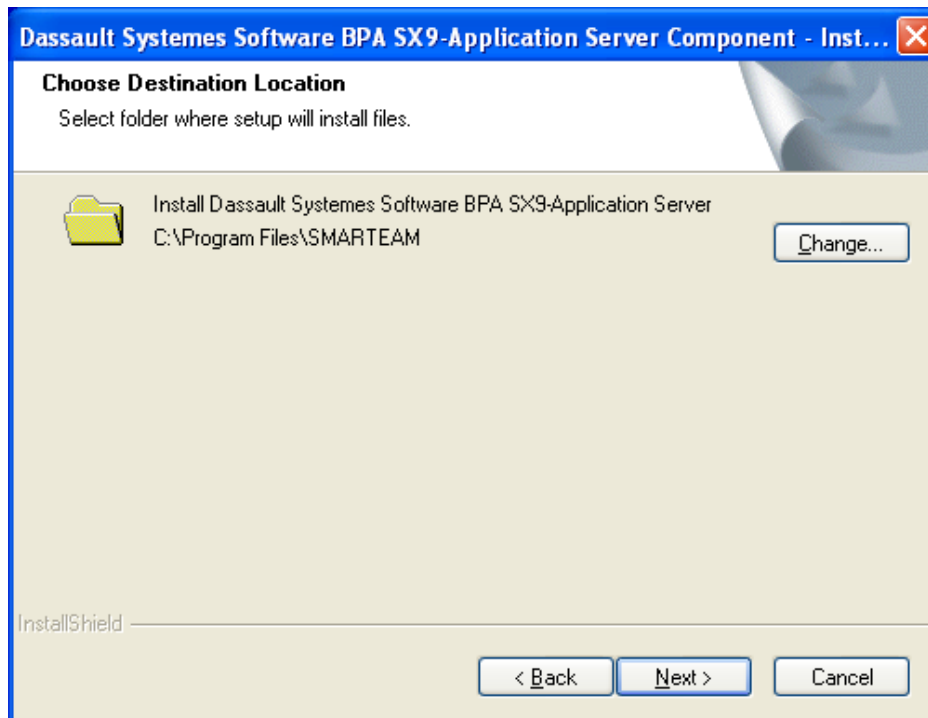 Dassault Systemes Software BPA SX9-Application Server Component - Inst...
Choose Destination Location
Select folder where setup will install files.
Install Dassault Systemes Software BPA SX9-Application Server
C:\Program Files\SMARTEAM
Change...
InstallShield
< Back
Next >
Cancel